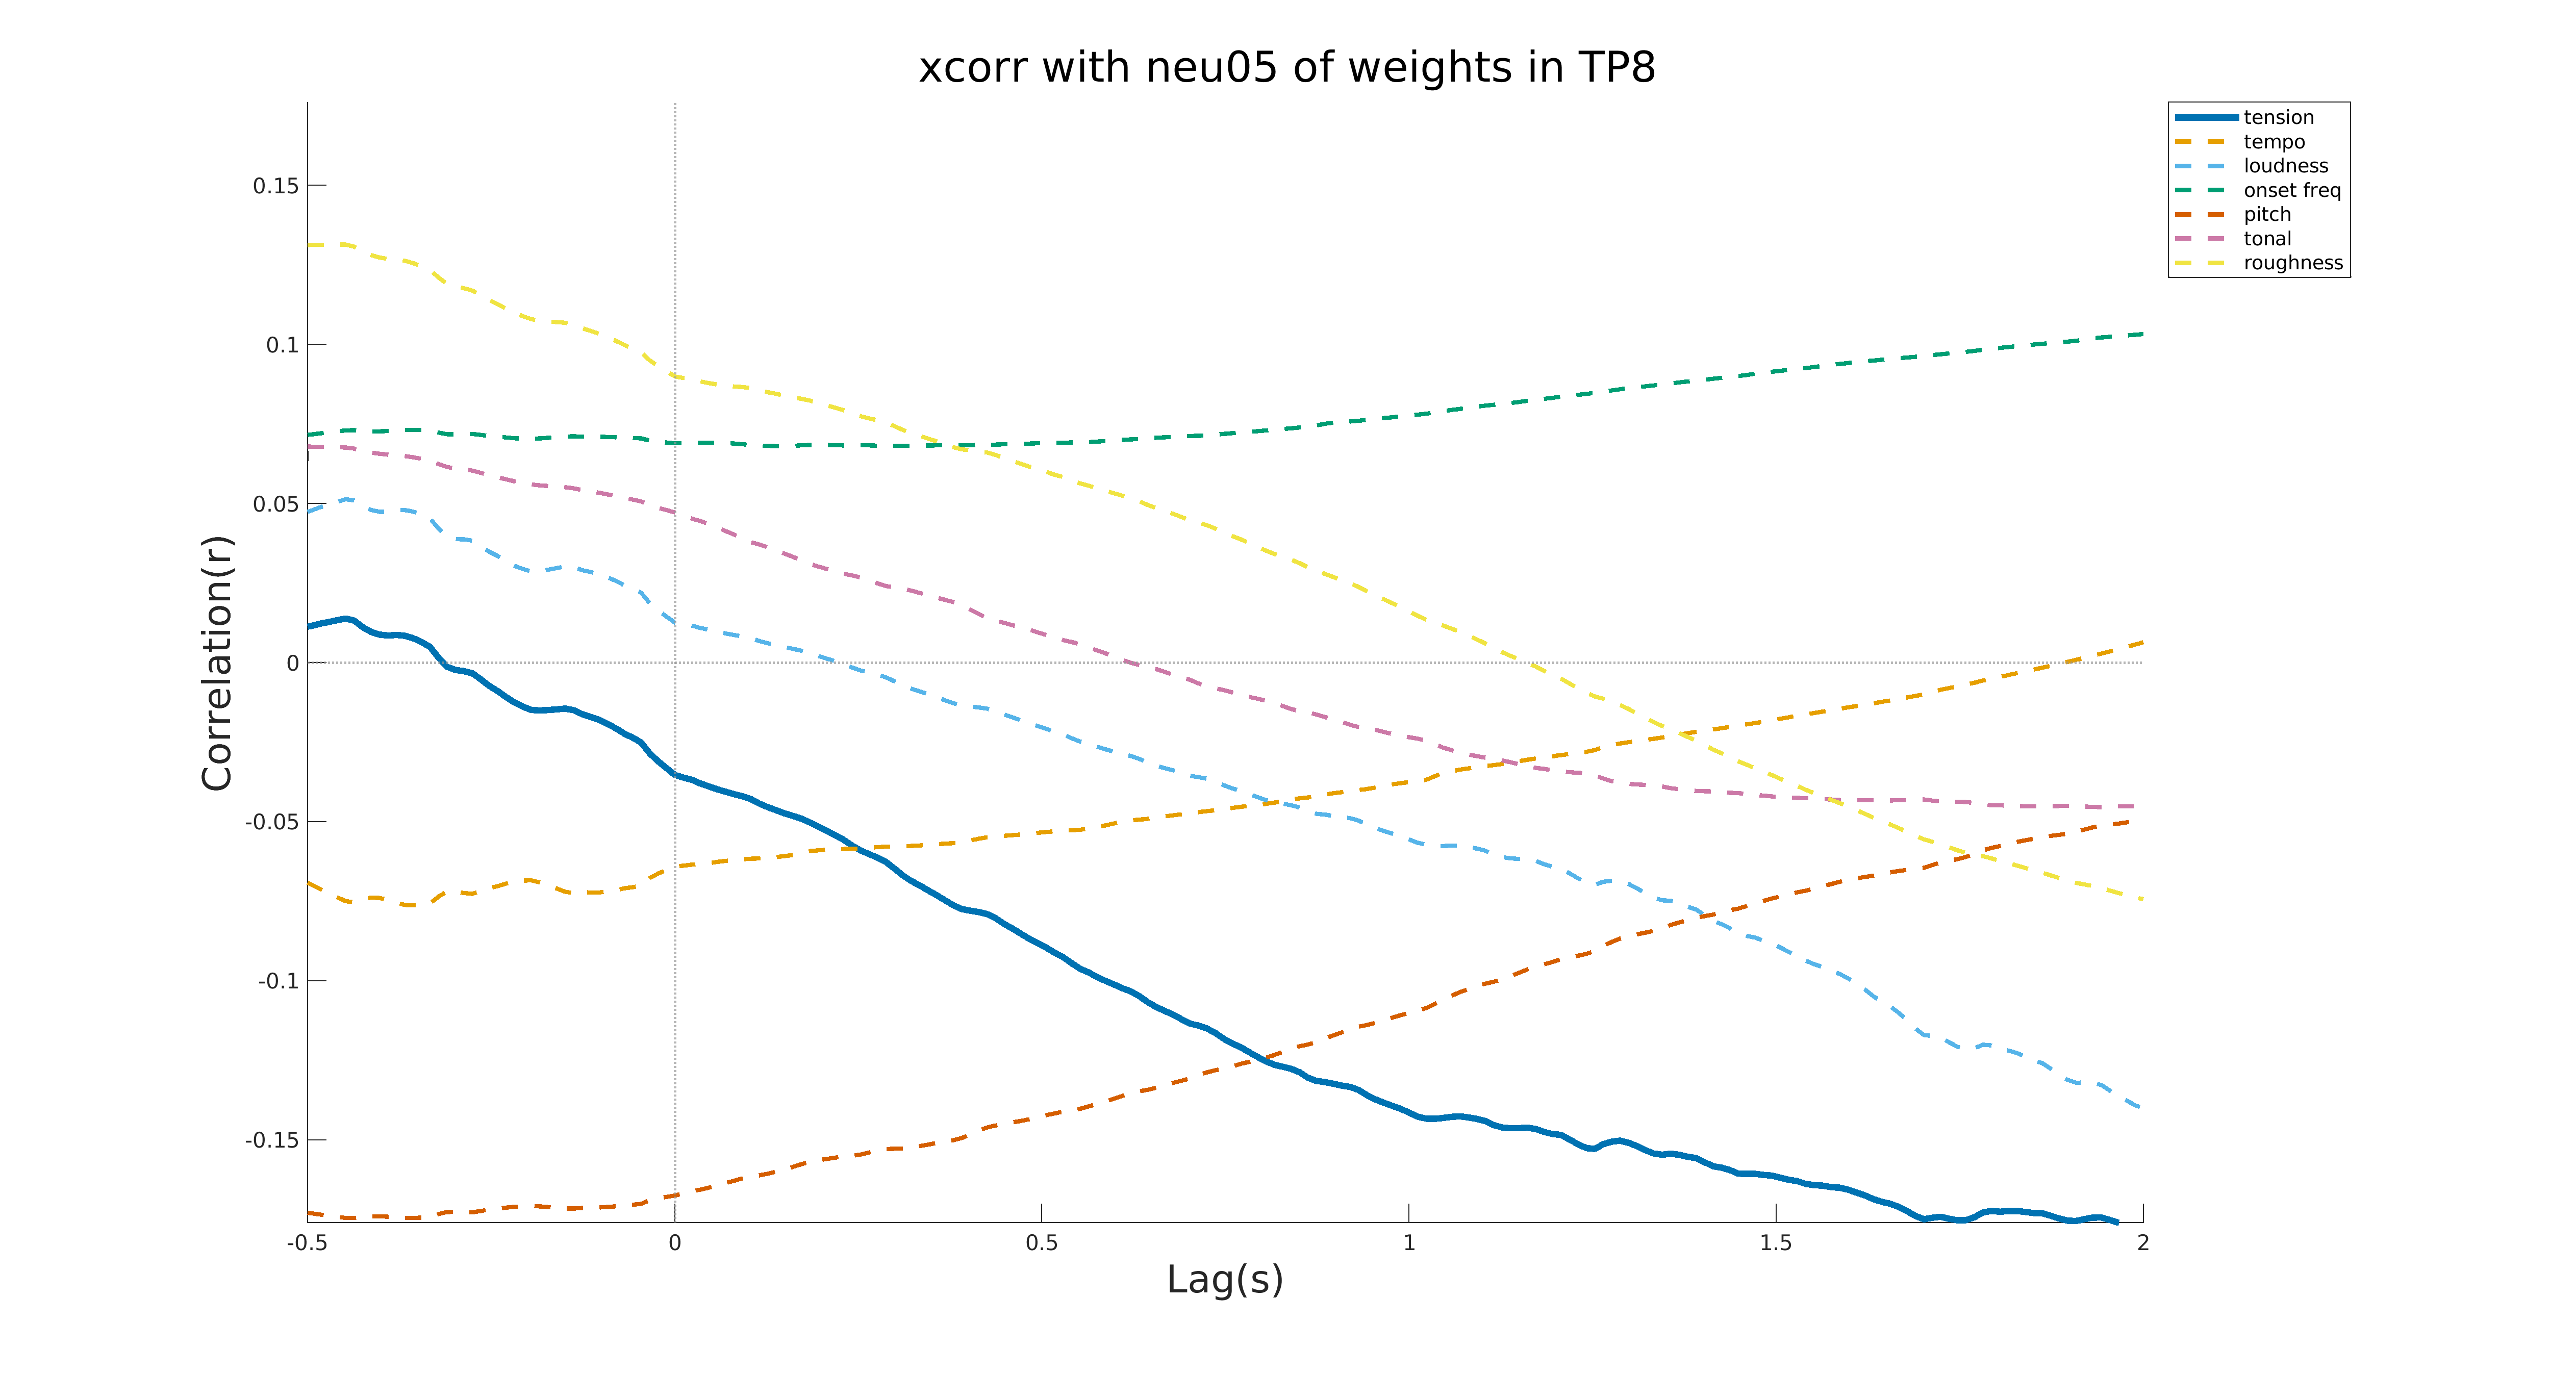 xcorr with neu05 of weights in TP8
tension
tempo
loudness
onset freq
pitch
tonal
roughness
Correlation(r)
0.15
0.1
0.05
0
-0.05
-0.1
-0.15
-0.5 0 0.5 1 1.5 2
Lag(s)